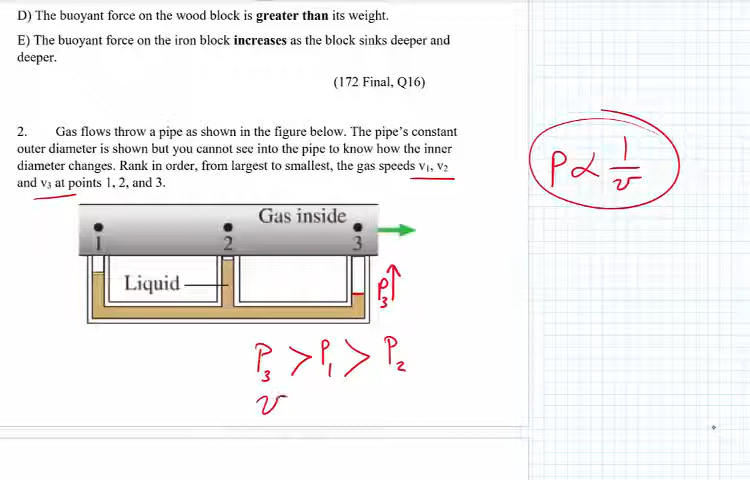 D) The buoyant force on the wood block is greater than its weight.
E) The buoyant force on the iron block increases as the block sinks deeper and
deeper.
(172 Final, Q16)
2. Gas flows throw a pipe as shown in the figure below. The pipe's constant
outer diameter is shown but you cannot see into the pipe to know how the inner
diameter changes. Rank in order, from largest to smallest, the gas speeds v₁, v₂
and v₃ at points 1, 2, and 3.
P ∝ 1/v
Gas inside
1 2 3
Liquid
P₃ ↑
P₃ > P₁ > P₂
v